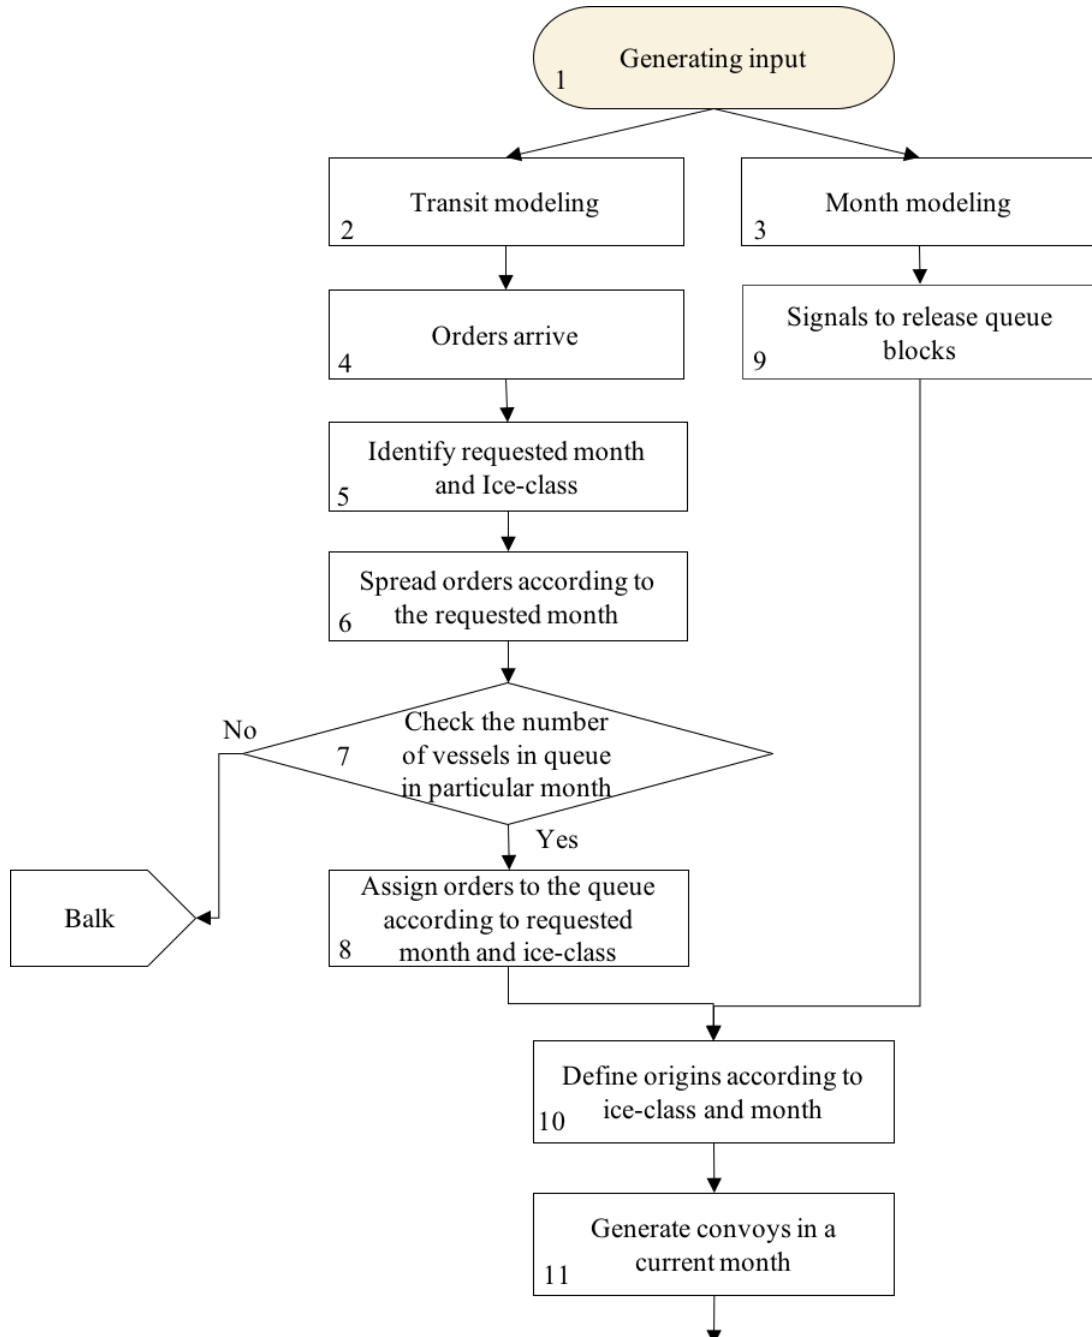 Generating input
1
Transit modeling
2
Month modeling
3
Orders arrive
4
Signals to release queue
blocks
9
Identify requested month
and Ice-class
5
Spread orders according to
the requested month
6
Check the number
of vessels in queue
in particular month
7
No
Yes
Balk
Assign orders to the queue
according to requested
month and ice-class
8
Define origins according to
ice-class and month
10
Generate convoys in a
current month
11